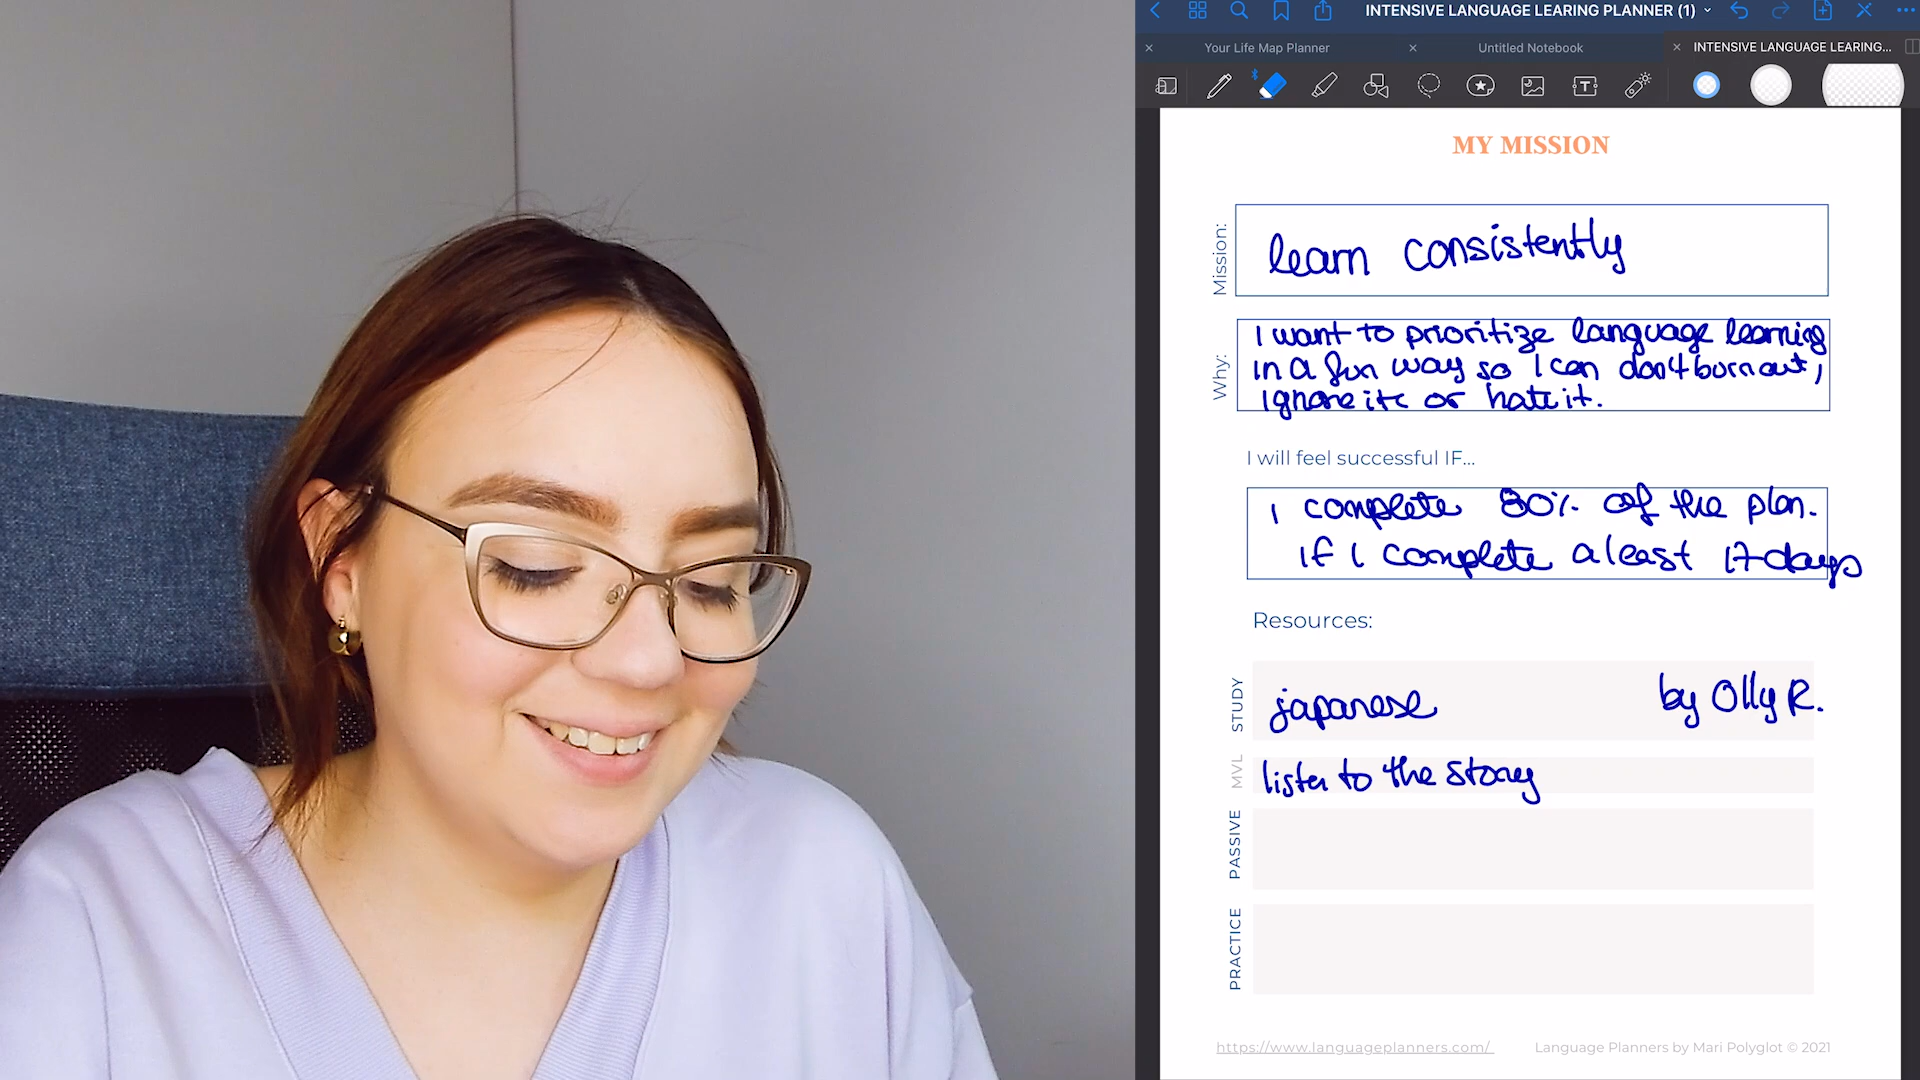 INTENSIVE LANGUAGE LEARING PLANNER (1)
Your Life Map Planner
Untitled Notebook
INTENSIVE LANGUAGE LEARING...
MY MISSION
Mission:
learn consistently
Why:
I want to prioritize language learning
in a fun way so I can don't burn out,
ignore it or hate it.
I will feel successful IF...
I complete 80% of the plan.
if I complete aleast 17 days
Resources:
STUDY
japanese by Olly R.
MVL
listen to the story
PASSIVE
PRACTICE
https://www.languageplanners.com/
Language Planners by Mari Polyglot © 2021